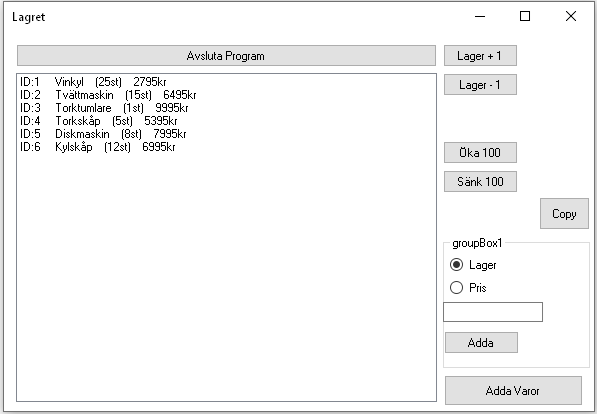 Lagret
Avsluta Program
Lager + 1
ID:1 Vinkyl (25st) 2795kr
ID:2 Tvättmaskin (15st) 6495kr
ID:3 Torktumlare (1st) 9995kr
ID:4 Torkskåp (5st) 5395kr
ID:5 Diskmaskin (8st) 7995kr
ID:6 Kylskåp (12st) 6995kr
Lager - 1
Öka 100
Sänk 100
Copy
groupBox1
Lager
Pris
Adda
Adda Varor